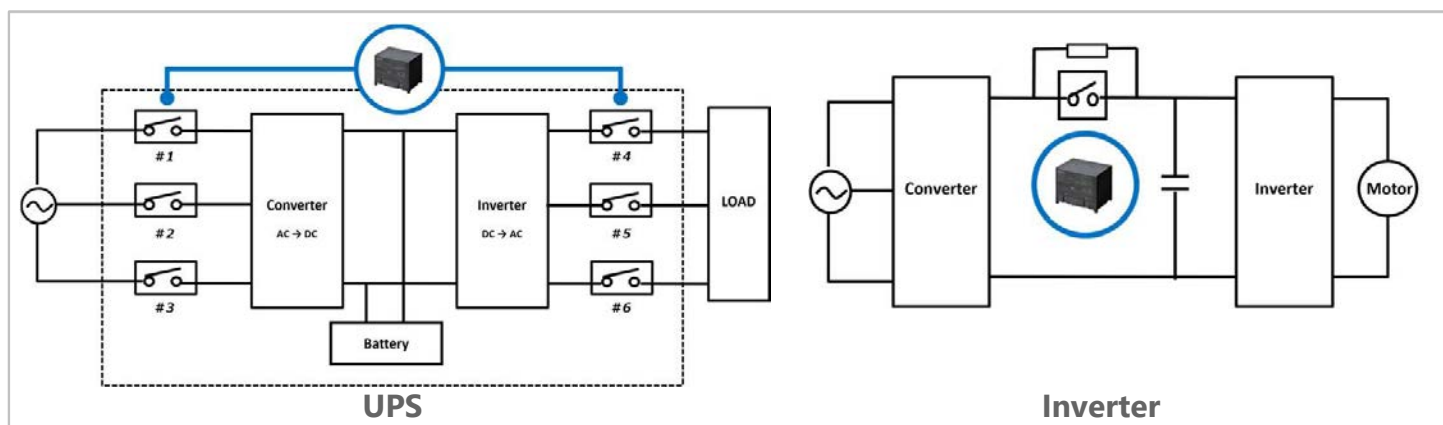 #1
#2
#3
Converter
AC → DC
Battery
Inverter
DC → AC
#4
#5
#6
LOAD
UPS
Converter
Inverter
Motor
Inverter